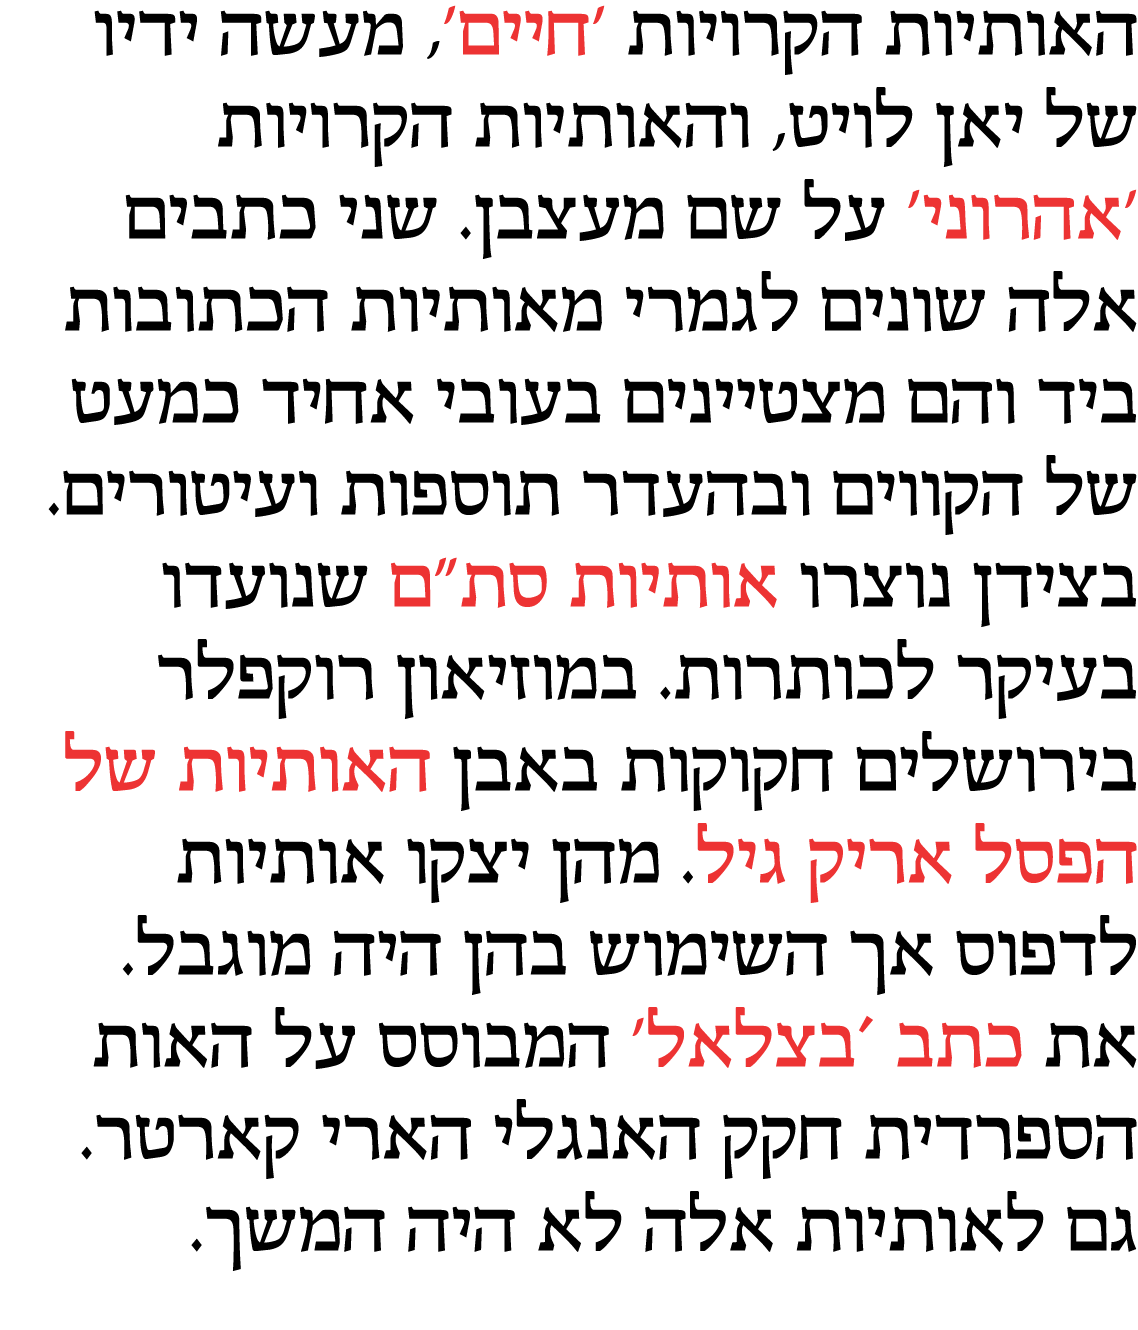 האותיות הקרויות 'חיים', מעשה ידיו
של יאן לויט, והאותיות הקרויות
'אהרוני' על שם מעצבן. שני כתבים
אלה שונים לגמרי מאותיות הכתובות
ביד והם מצטיינים בעובי אחיד כמעט
של הקווים ובהעדר תוספות ועיטורים.
בצידן נוצרו אותיות סת"ם שנועדו
בעיקר לכותרות. במוזיאון רוקפלר
בירושלים חקוקות באבן האותיות של
הפסל אריק גיל. מהן יצקו אותיות
לדפוס אך השימוש בהן היה מוגבל.
את כתב 'בצלאל' המבוסס על האות
הספרדית חקק האנגלי הארי קארטר.
גם לאותיות אלה לא היה המשך.